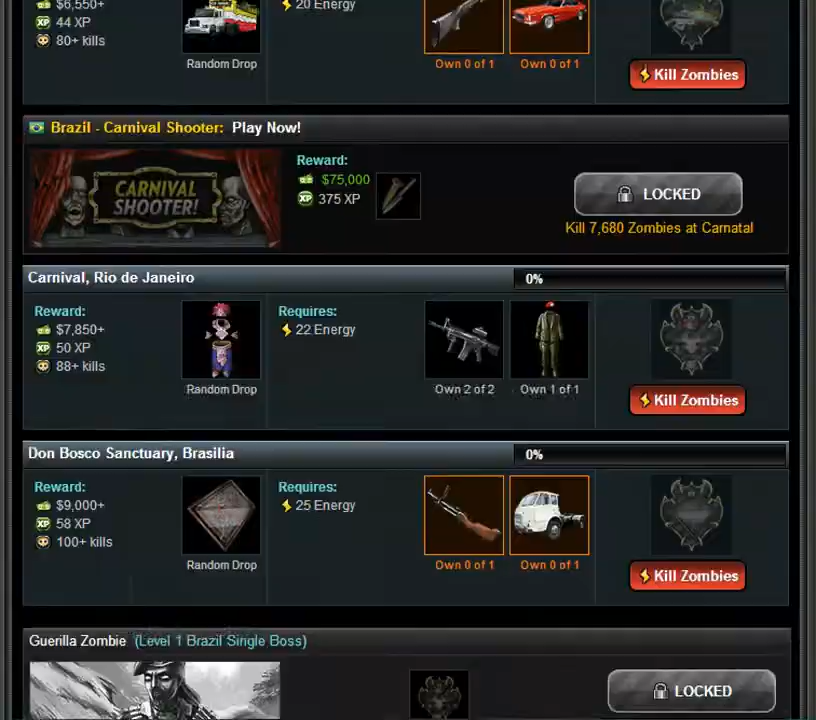 $6,550+
44 XP
80+ kills
Random Drop
20 Energy
Own 0 of 1
Own 0 of 1
Kill Zombies
Brazil - Carnival Shooter: Play Now!
CARNIVAL
SHOOTER!
Reward:
$75,000
XP 375 XP
LOCKED
Kill 7,680 Zombies at Carnatal
Carnival, Rio de Janeiro
0%
Reward:
$7,850+
XP 50 XP
88+ kills
Random Drop
Requires:
22 Energy
Own 2 of 2
Own 1 of 1
Kill Zombies
Don Bosco Sanctuary, Brasilia
0%
Reward:
$9,000+
XP 58 XP
100+ kills
Random Drop
Requires:
25 Energy
Own 0 of 1
Own 0 of 1
Kill Zombies
Guerilla Zombie (Level 1 Brazil Single Boss)
LOCKED